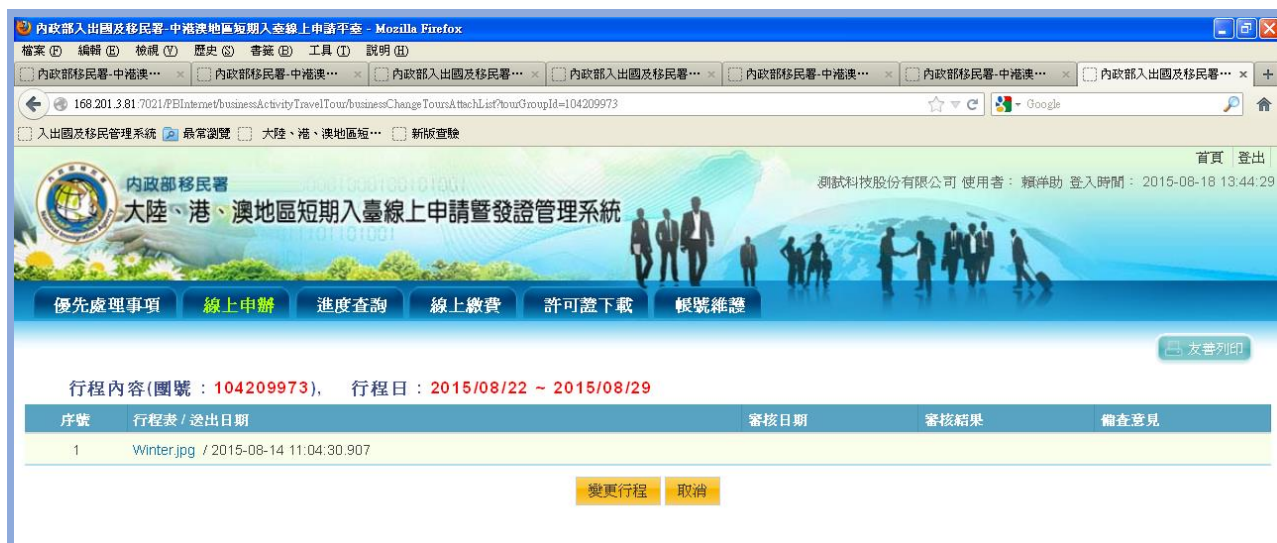 內政部入出國及移民署-中港澳地區短期入臺線上申請平臺 - Mozilla Firefox
檔案(F) 編輯(E) 檢視(V) 歷史(S) 書籤(B) 工具(T) 說明(H)
內政部移民署-中港澳… × 內政部移民署-中港澳… × 內政部入出國及移民署… × 內政部入出國及移民署… × 內政部移民署-中港澳… × 內政部移民署-中港澳… × 內政部入出國及移民署… × +
168.201.3.81:7021/PBInternet/businessActivityTravelTour/businessChangeToursAttachList?tourGroupId=104209973 Google
入出國及移民管理系統 最常瀏覽 大陸、港、澳地區短… 新版查驗
首頁 登出
內政部移民署 測試科技股份有限公司 使用者: 登入時間: 2015-08-18 13:44:29
大陸、港、澳地區短期入臺線上申請暨發證管理系統
優先處理事項 線上申辦 進度查詢 線上繳費 許可證下載 帳號維護
友善列印
行程內容(團號:104209973), 行程日:2015/08/22 ~ 2015/08/29
序號 行程表 / 送出日期 審核日期 審核結果 備查意見
1 Winter.jpg / 2015-08-14 11:04:30.907
變更行程 取消